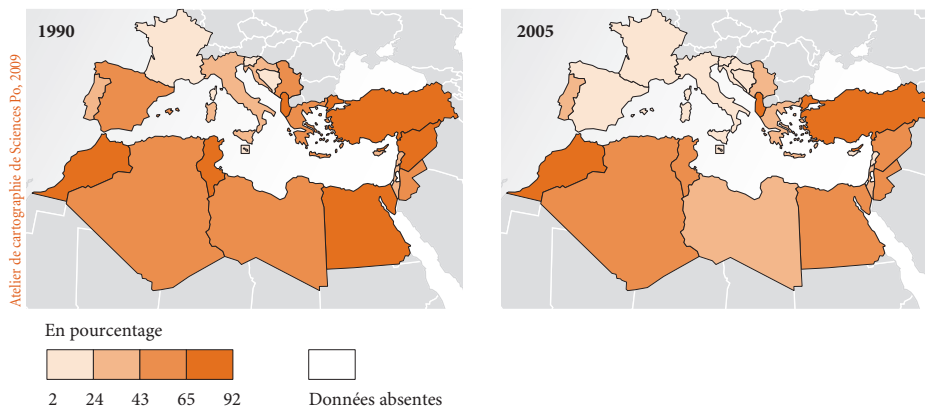 1990
2005
Atelier de cartographie de Sciences Po, 2009
En pourcentage
2 24 43 65 92
Données absentes